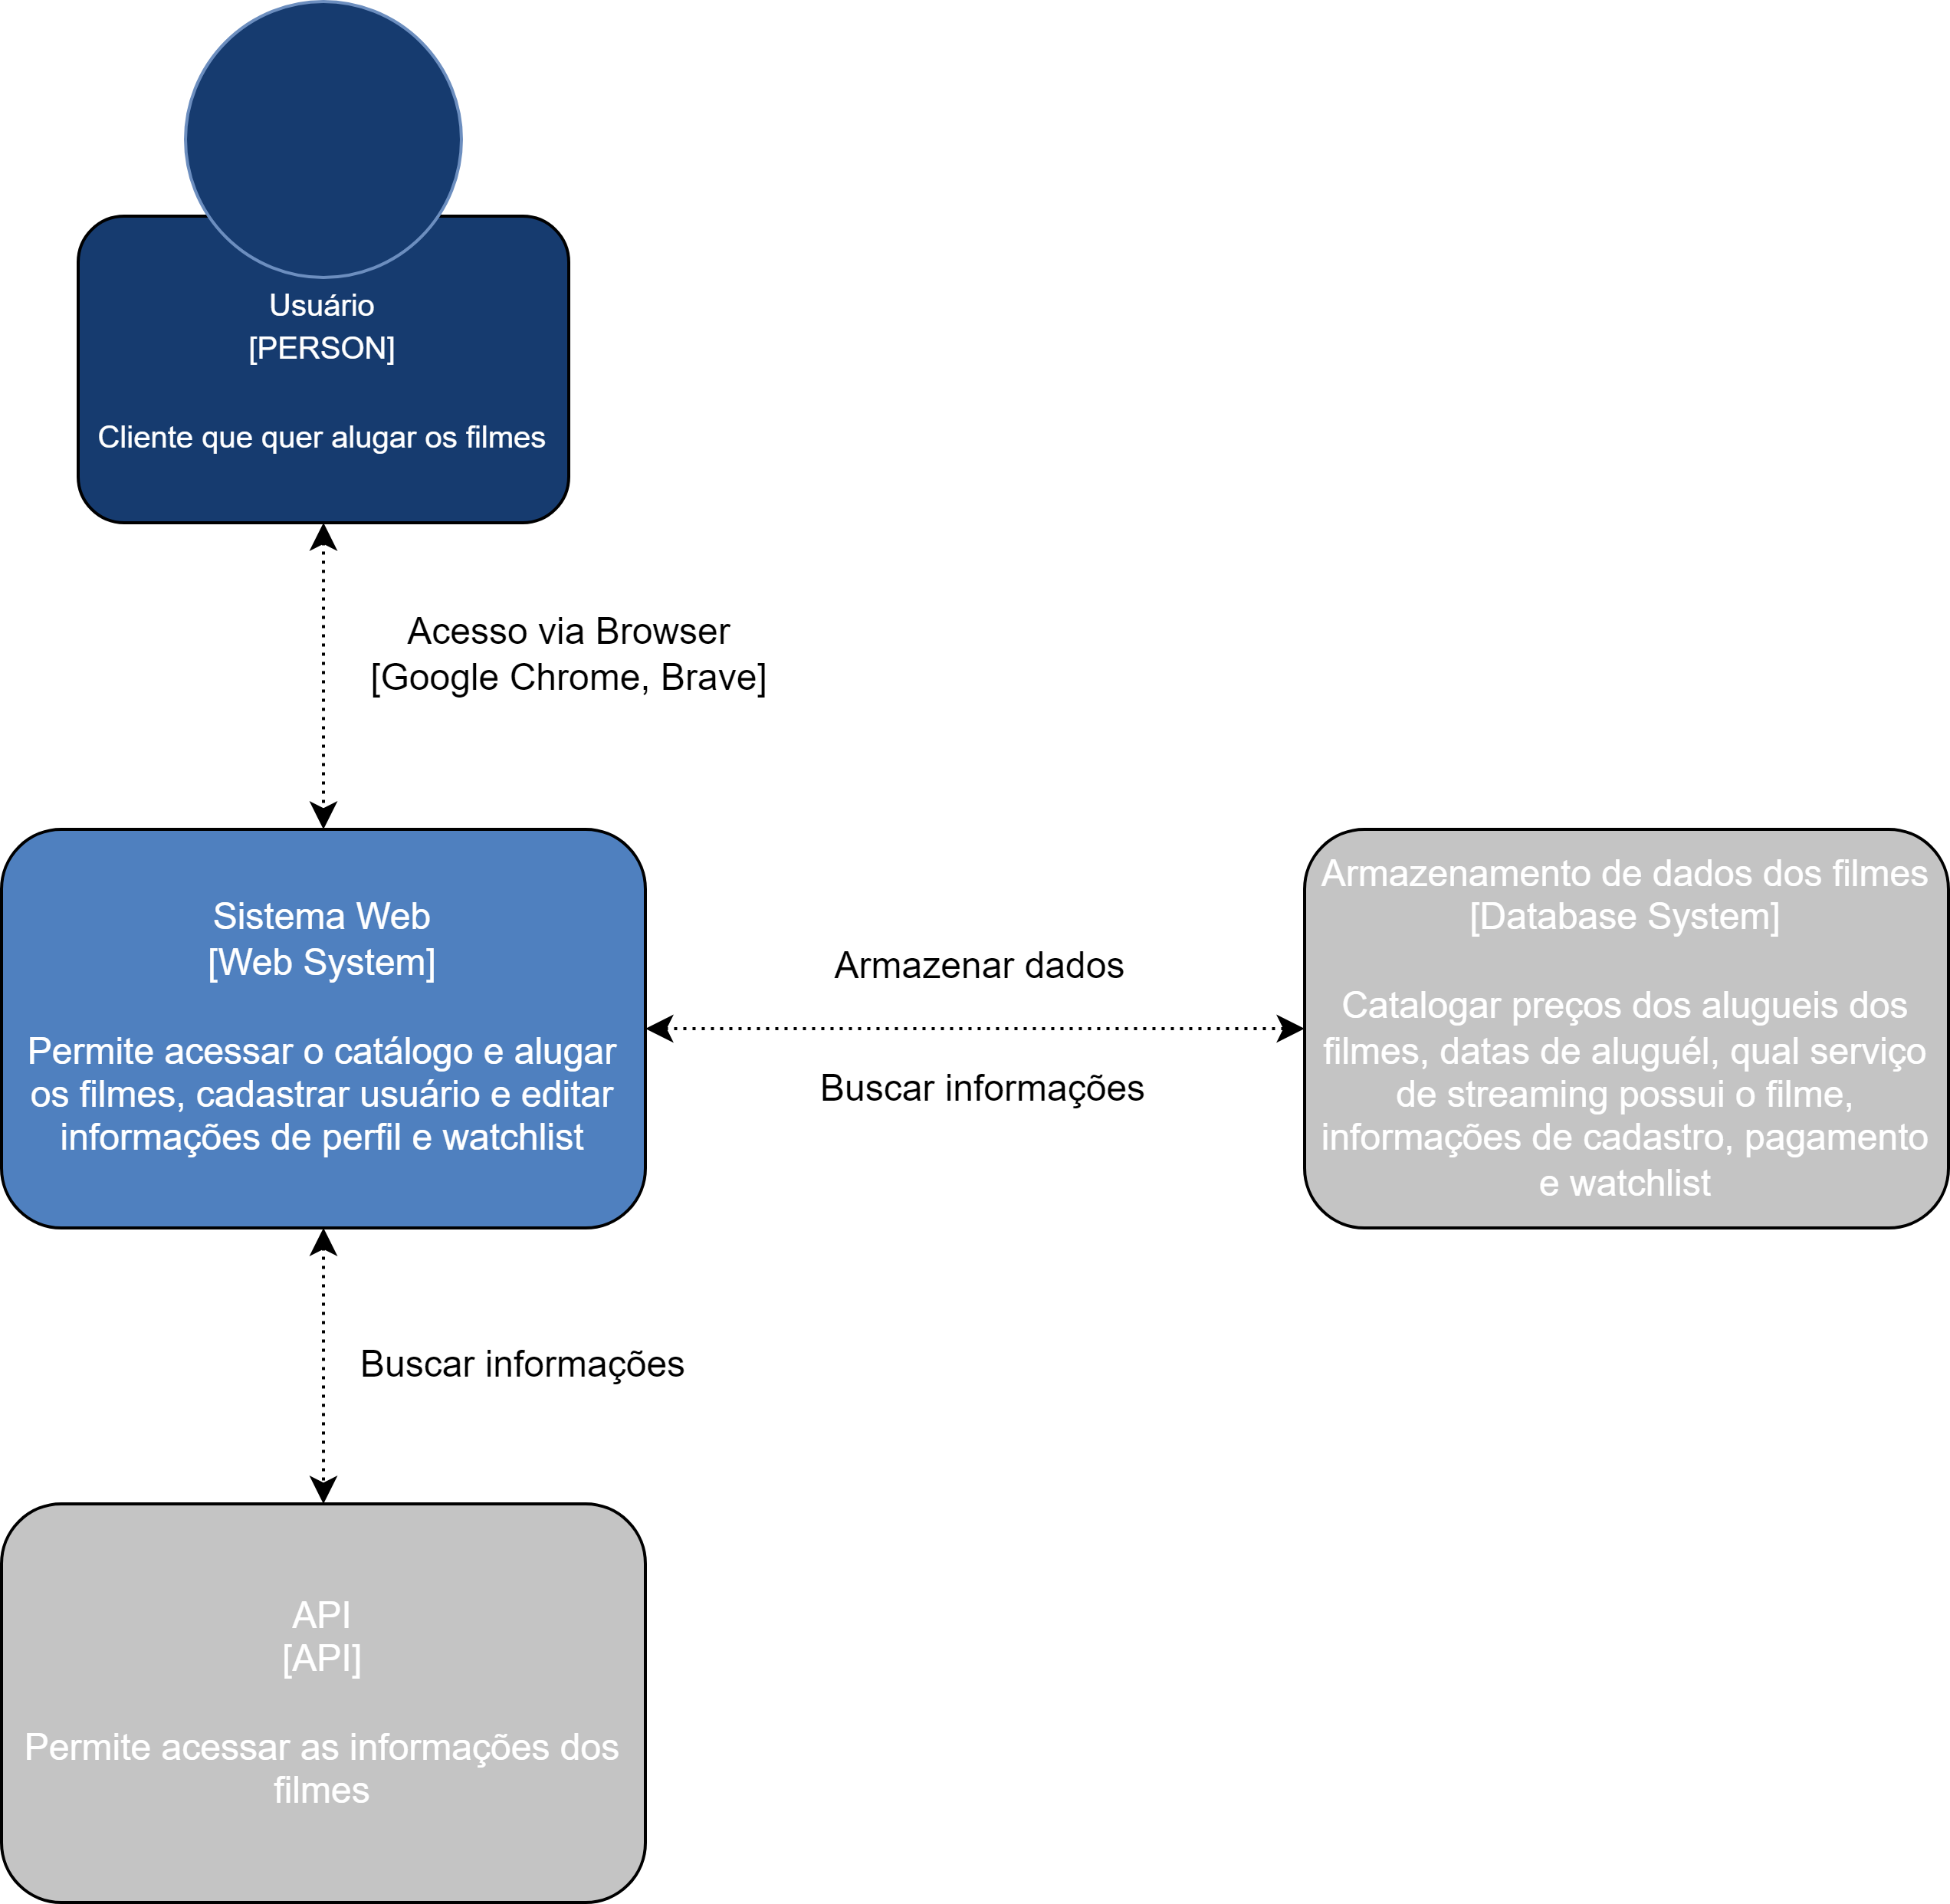 Usuário
[PERSON]
Cliente que quer alugar os filmes
Acesso via Browser
[Google Chrome, Brave]
Sistema Web
[Web System]
Permite acessar o catálogo e alugar
os filmes, cadastrar usuário e editar
informações de perfil e watchlist
Armazenar dados
Buscar informações
Armazenamento de dados dos filmes
[Database System]
Catalogar preços dos alugueis dos
filmes, datas de aluguél, qual serviço
de streaming possui o filme,
informações de cadastro, pagamento
e watchlist
Buscar informações
API
[API]
Permite acessar as informações dos
filmes